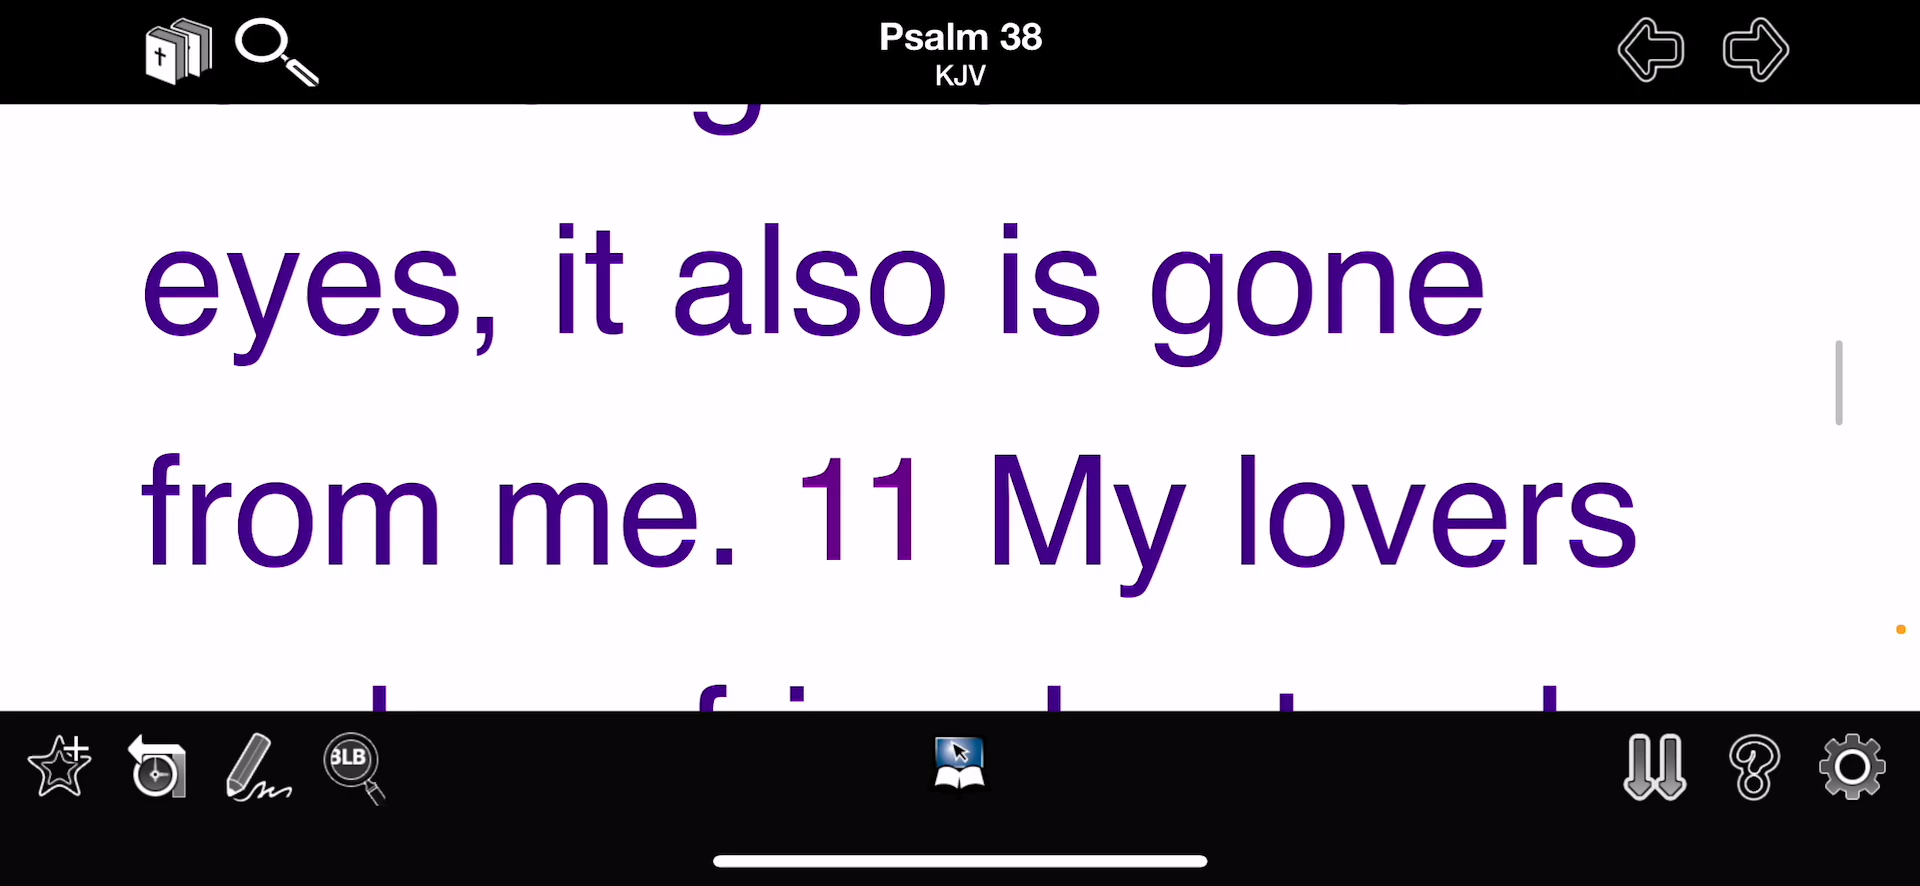 Psalm 38
KJV
eyes, it also is gone
from me. 11 My lovers
BLB